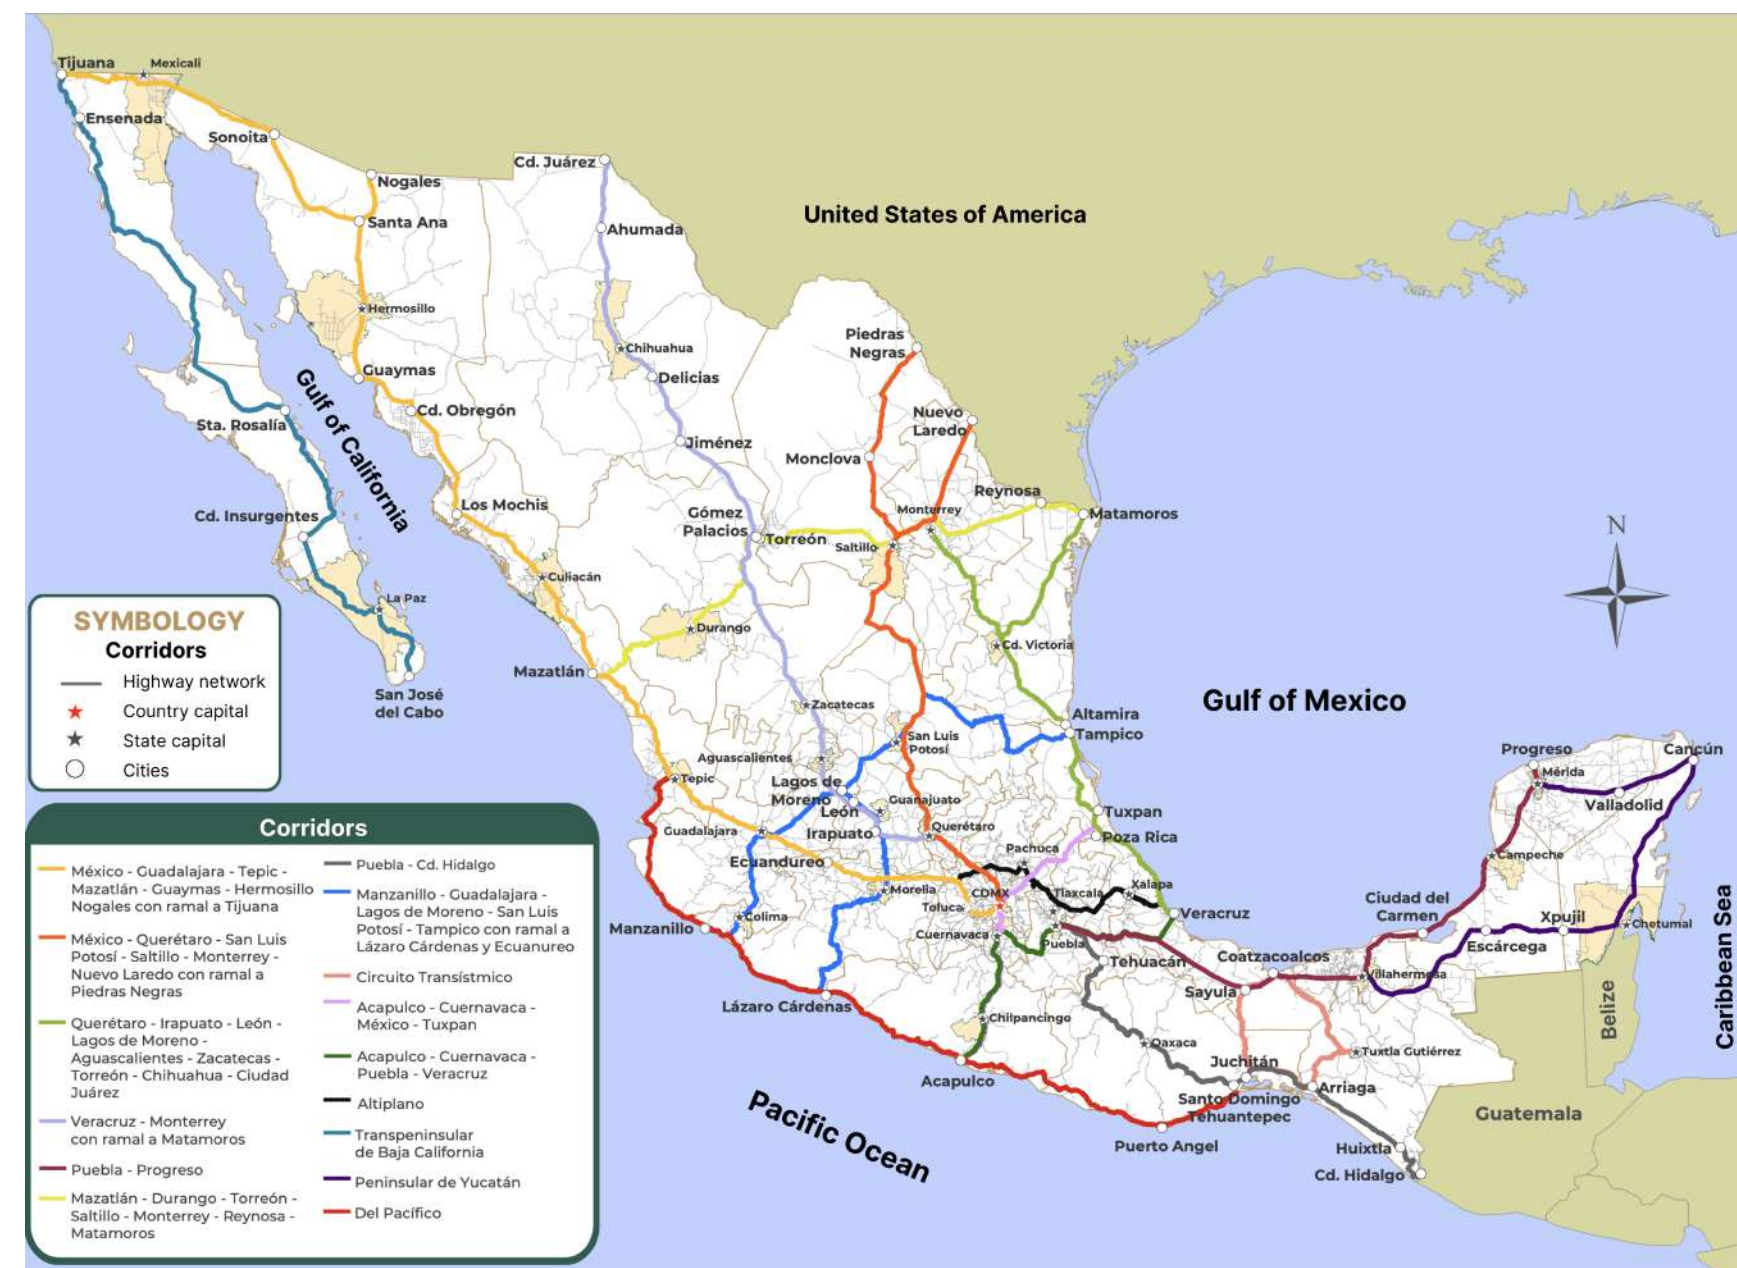 Tijuana
Mexicali
Ensenada
Sonoita
Nogales
Santa Ana
Cd. Juárez
Ahumada
United States of America
Hermosillo
Chihuahua
Piedras
Negras
Guaymas
Delicias
Gulf of California
Cd. Obregón
Nuevo
Laredo
Sta. Rosalía
Jiménez
Monclova
Los Mochis
Reynosa
Cd. Insurgentes
Gómez
Palacios
Monterrey
Matamoros
Torreón
Saltillo
N
Culiacán
La Paz
Durango
Cd. Victoria
Mazatlán
San José
del Cabo
Zacatecas
Gulf of Mexico
Altamira
Tampico
San Luis
Potosí
Aguascalientes
Progreso
Cancún
Mérida
Tepic
Lagos de
Moreno
Guanajuato
León
Valladolid
Tuxpan
Guadalajara
Irapuato
Querétaro
Poza Rica
Pachuca
Ecuandureo
Campeche
Morelia
CDMX
Tlaxcala
Xalapa
Toluca
Colima
Ciudad del
Carmen
Veracruz
Xpujil
Chetumal
Manzanillo
Cuernavaca
Puebla
Escárcega
Caribbean Sea
Tehuacán
Coatzacoalcos
Villahermosa
Sayula
Lázaro Cárdenas
Belize
Chilpancingo
Oaxaca
Tuxtla Gutiérrez
Juchitán
Acapulco
Arriaga
Santo Domingo
Tehuantepec
Guatemala
Pacific Ocean
Puerto Angel
Huixtla
Cd. Hidalgo
SYMBOLOGY
Corridors
Highway network
Country capital
State capital
Cities
Corridors
México - Guadalajara - Tepic -
Mazatlán - Guaymas - Hermosillo
Nogales con ramal a Tijuana
México - Querétaro - San Luis
Potosí - Saltillo - Monterrey -
Nuevo Laredo con ramal a
Piedras Negras
Querétaro - Irapuato - León -
Lagos de Moreno -
Aguascalientes - Zacatecas -
Torreón - Chihuahua - Ciudad
Juárez
Veracruz - Monterrey
con ramal a Matamoros
Puebla - Progreso
Mazatlán - Durango - Torreón -
Saltillo - Monterrey - Reynosa -
Matamoros
Puebla - Cd. Hidalgo
Manzanillo - Guadalajara -
Lagos de Moreno - San Luis
Potosí - Tampico con ramal a
Lázaro Cárdenas y Ecuanureo
Circuito Transístmico
Acapulco - Cuernavaca -
México - Tuxpan
Acapulco - Cuernavaca -
Puebla - Veracruz
Altiplano
Transpeninsular
de Baja California
Peninsular de Yucatán
Del Pacífico